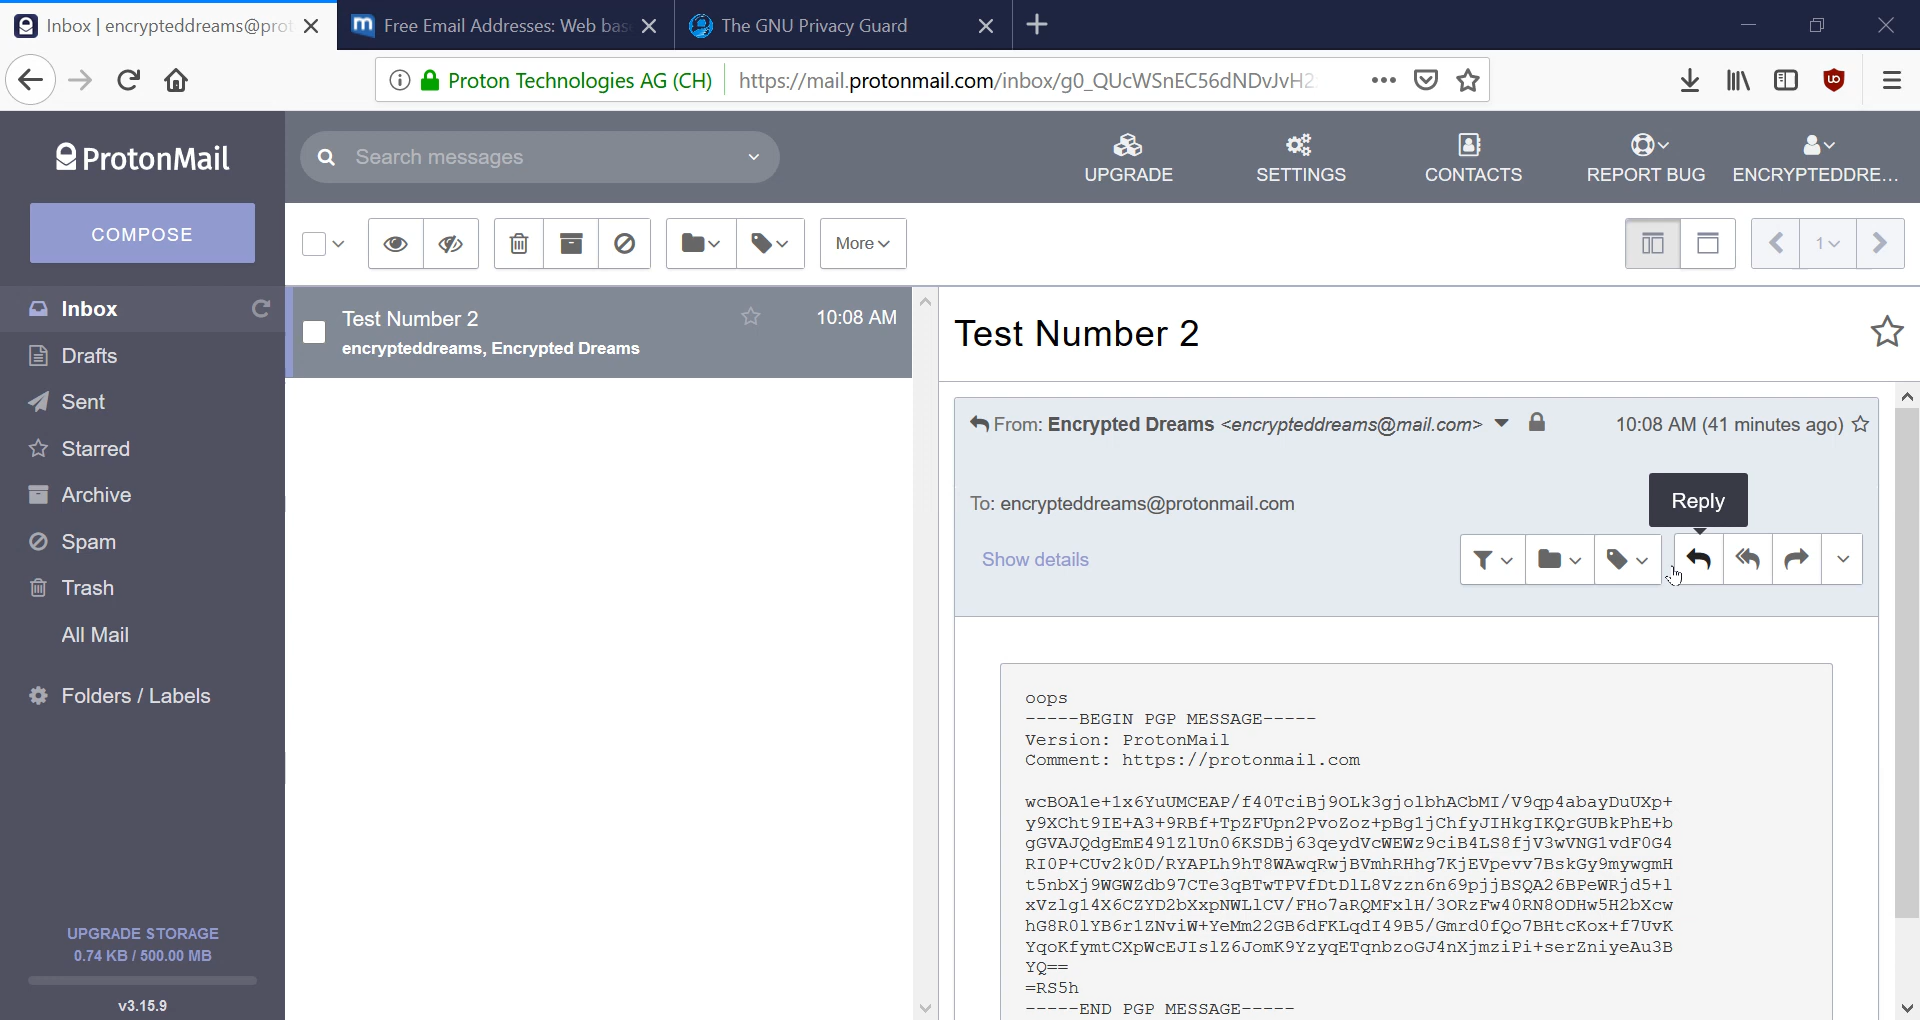 Inbox | encrypteddreams@prot
Free Email Addresses: Web bas
The GNU Privacy Guard
Proton Technologies AG (CH)
https://mail.protonmail.com/inbox/g0_QUcWSnEC56dNDvJvH2
ProtonMail
Search messages
UPGRADE
SETTINGS
CONTACTS
REPORT BUG
ENCRYPTEDDRE...
COMPOSE
More
1
Inbox
Drafts
Sent
Starred
Archive
Spam
Trash
All Mail
Folders / Labels
UPGRADE STORAGE
0.74 KB / 500.00 MB
v3.15.9
Test Number 2
10:08 AM
encrypteddreams, Encrypted Dreams
Test Number 2
From: Encrypted Dreams <encrypteddreams@mail.com>
10:08 AM (41 minutes ago)
To: encrypteddreams@protonmail.com
Reply
Show details
oops
-----BEGIN PGP MESSAGE-----
Version: ProtonMail
Comment: https://protonmail.com
wcBOA1e+1x6YuUMCEAP/f40TciBj9OLk3gjolbhACbMI/V9qp4abayDuUXp+
y9XCht9IE+A3+9RBf+TpZFUpn2PvoZoz+pBg1jChfyJIHkgIKQrGUBkPhE+b
gGVAJQdgEmE491ZlUn06KSDBj63qeydVcWEWz9ciB4LS8fjV3wVNG1vdF0G4
RI0P+CUv2k0D/RYAPLh9hT8WAwqRwjBVmhRHhg7KjEVpevv7BskGy9mywgmH
t5nbXj9WGWZdb97CTe3qBTwTPVfDtDlL8Vzzn6n69pjjBSQA26BPeWRjd5+l
xVzlg14X6CZYD2bXxpNWLlCV/FHo7aRQMFxlH/3ORzFw40RN8ODHw5H2bXcw
hG8R0lYB6r1ZNviW+YeMm22GB6dFKLqdI49B5/Gmrd0fQo7BHtcKox+f7UvK
YqoKfymtCXpWcEJIslZ6JomK9YzyqETqnbzoGJ4nXjmziPi+serZniyeAu3B
YQ==
=RS5h
-----END PGP MESSAGE-----